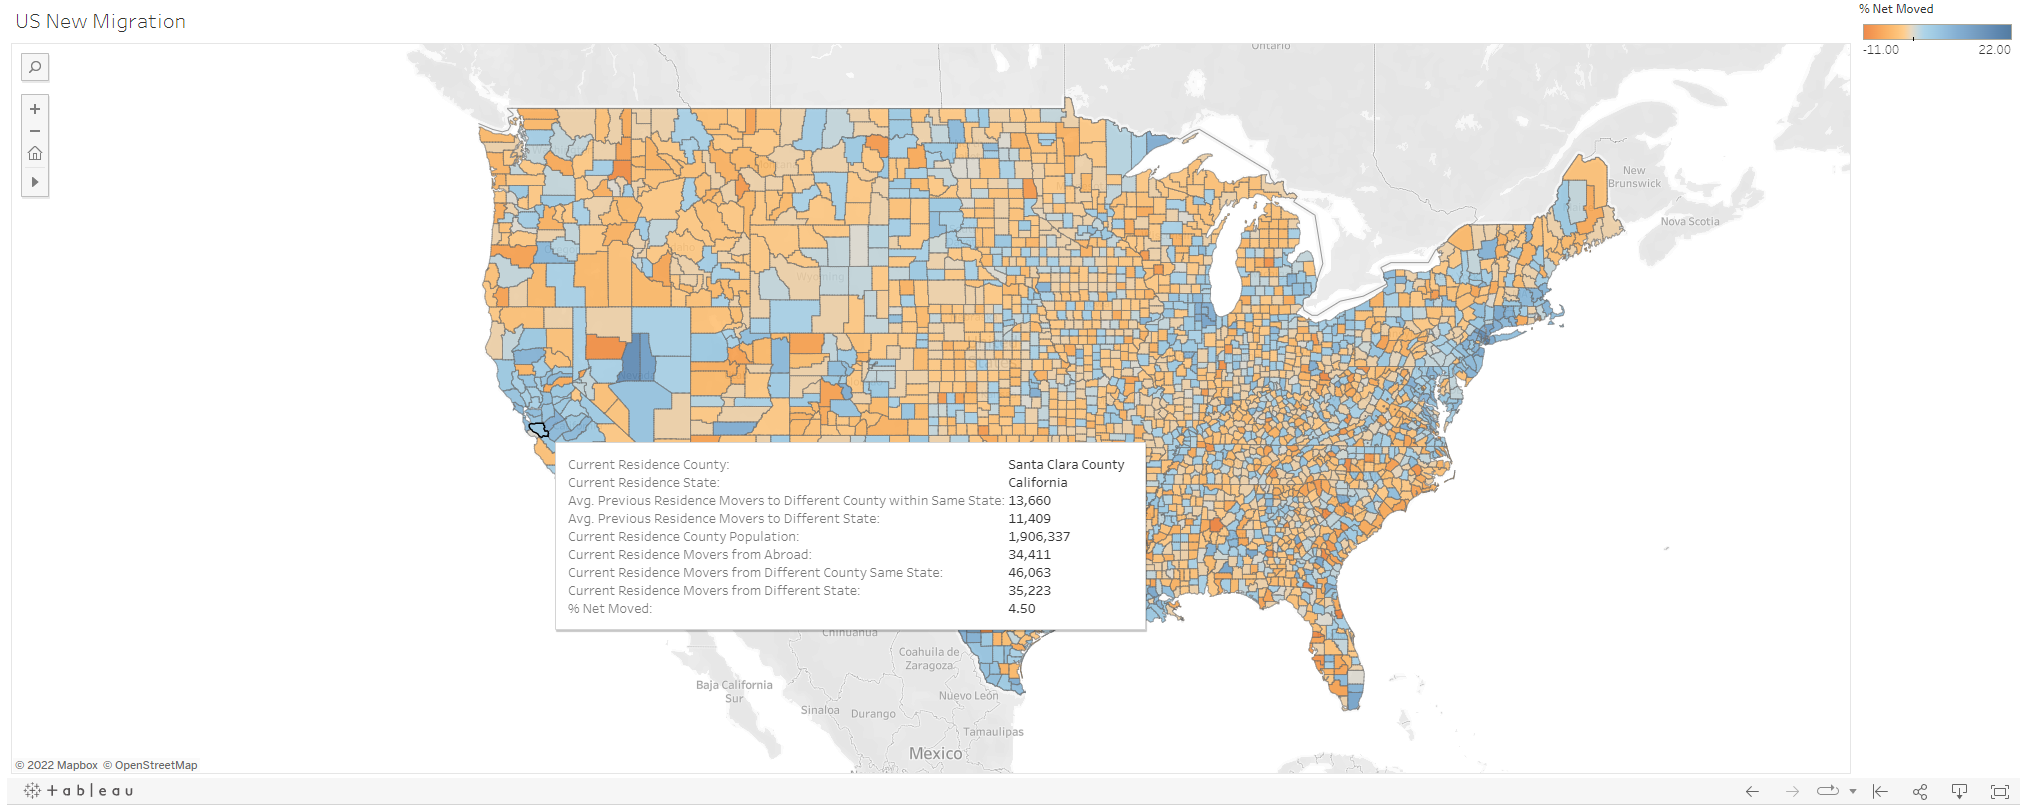 US New Migration
% Net Moved
-11.00 22.00
Ontario
New
Brunswick
Nova Scotia
Wyoming
Current Residence County: Santa Clara County
Current Residence State: California
Avg. Previous Residence Movers to Different County within Same State: 13,660
Avg. Previous Residence Movers to Different State: 11,409
Current Residence County Population: 1,906,337
Current Residence Movers from Abroad: 34,411
Current Residence Movers from Different County Same State: 46,063
Current Residence Movers from Different State: 35,223
% Net Moved: 4.50
Chihuahua
Coahuila de
Zaragoza
Baja California
Sur
Nuevo León
Sinaloa
Durango
Tamaulipas
Mexico
© 2022 Mapbox © OpenStreetMap
+ a b | e a u